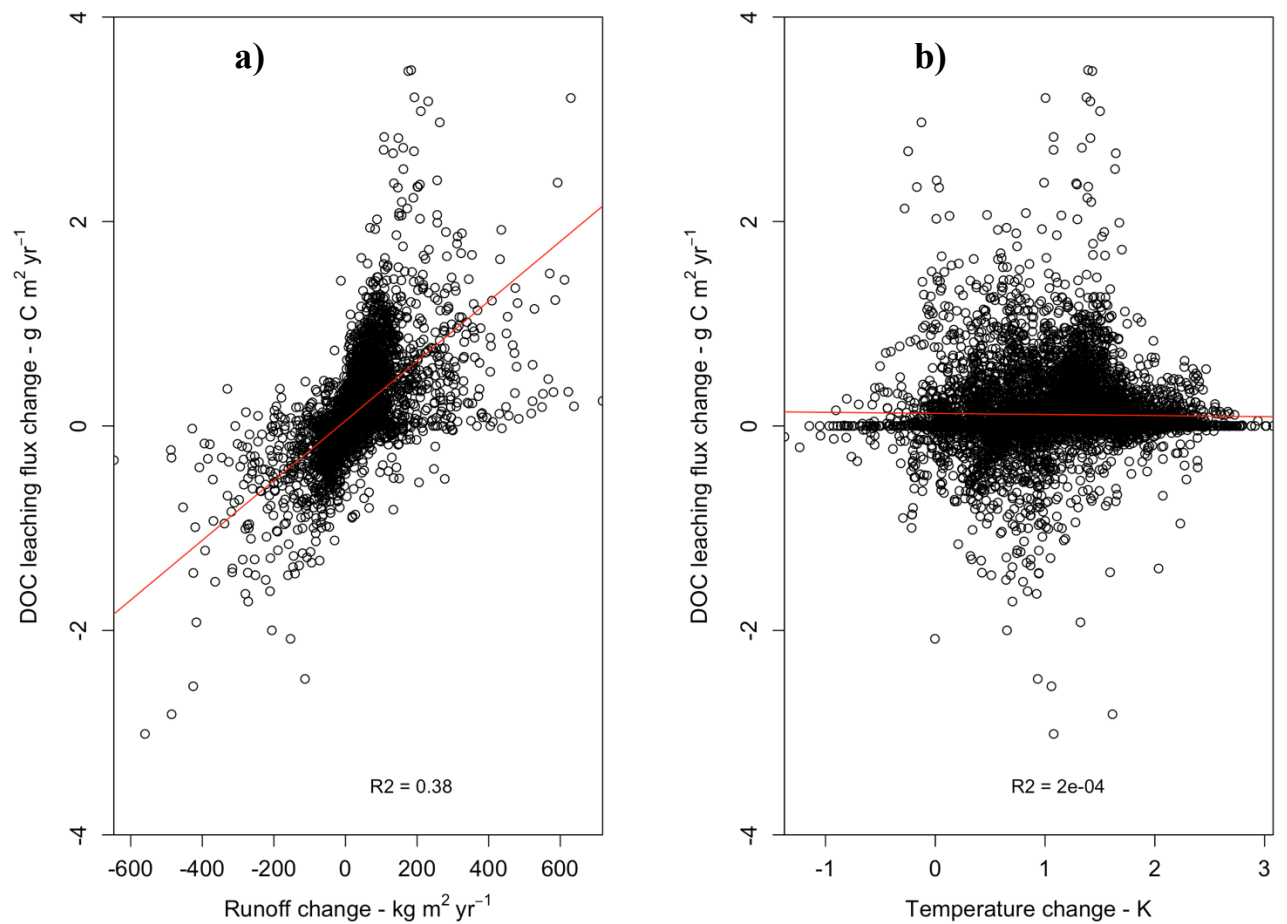 a)
DOC leaching flux change - g C m² yr⁻¹
4
2
0
-2
-4
R2 = 0.38
-600 -400 -200 0 200 400 600
Runoff change - kg m² yr⁻¹
b)
DOC leaching flux change - g C m² yr⁻¹
4
2
0
-2
-4
R2 = 2e-04
-1 0 1 2 3
Temperature change - K